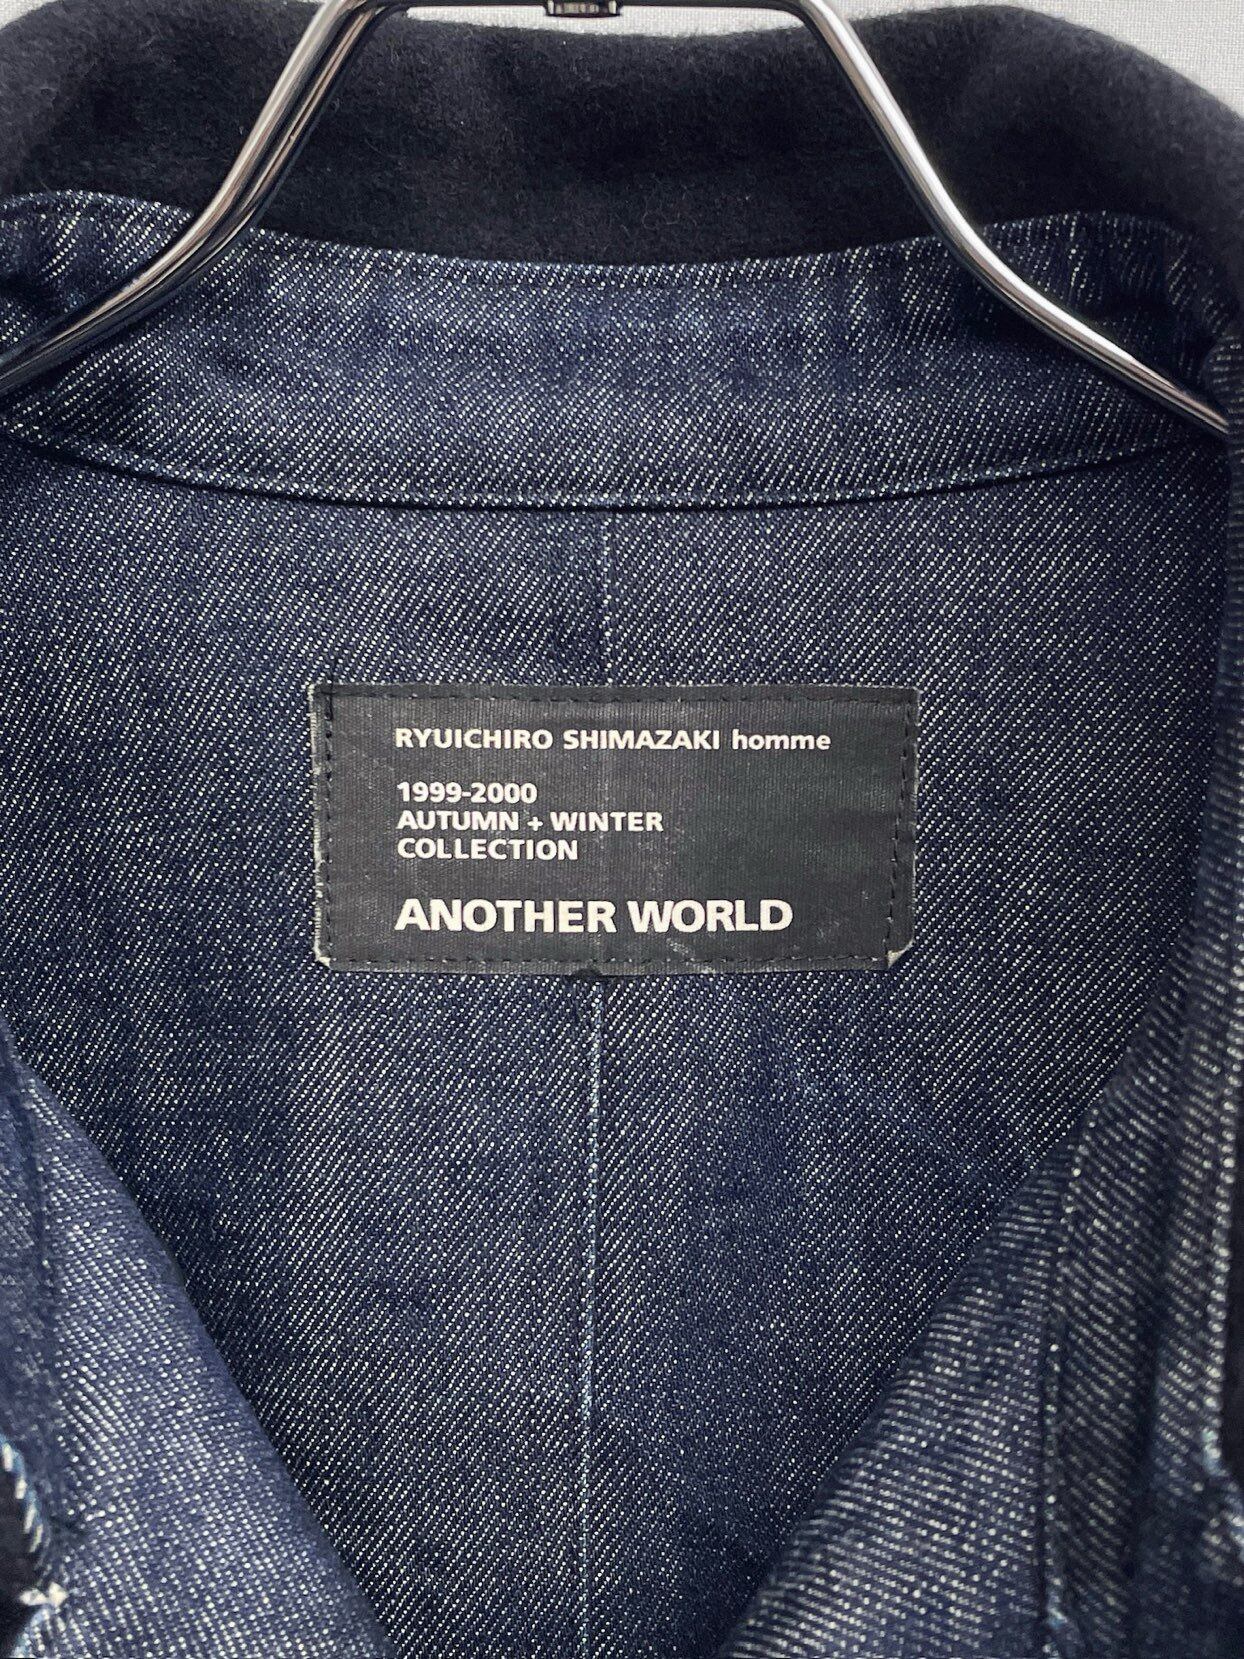 RYUICHIRO SHIMAZAKI homme
1999-2000
AUTUMN + WINTER
COLLECTION
ANOTHER WORLD